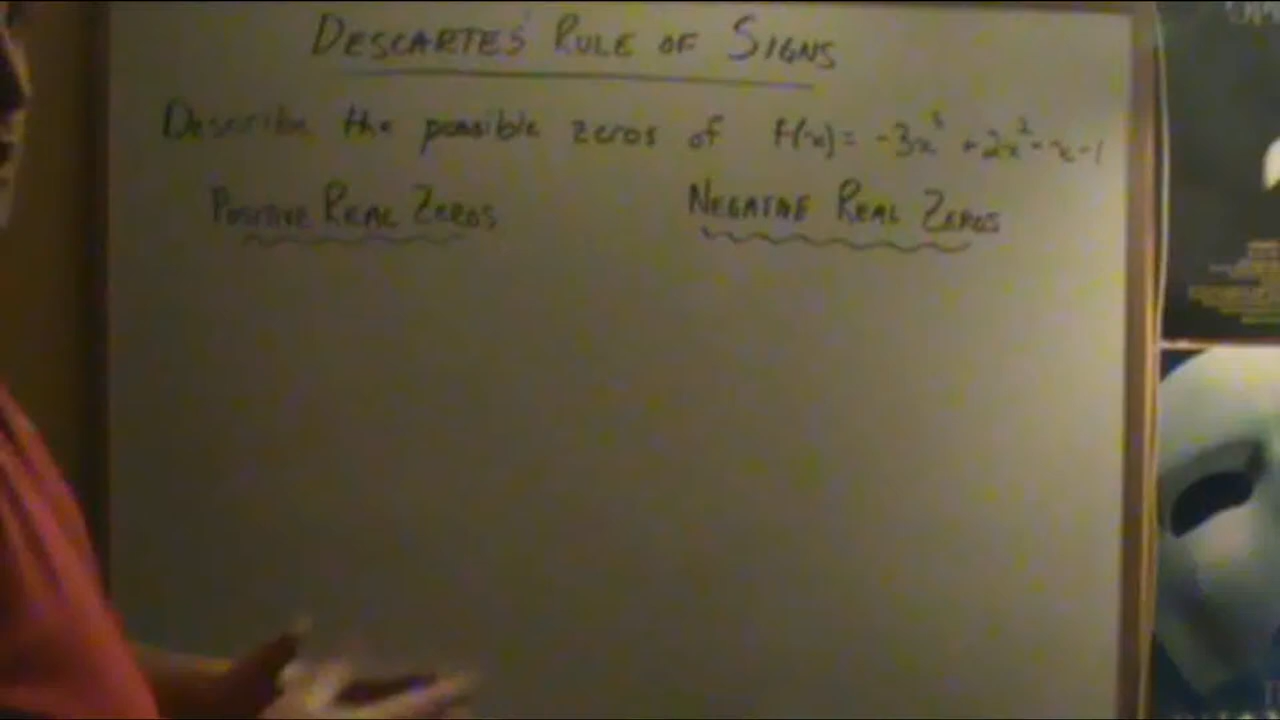 DESCARTES' RULE OF SIGNS
Describe the possible zeros of f(x) = -3x³ + 2x² - x - 1
POSITIVE REAL ZEROS
NEGATIVE REAL ZEROS